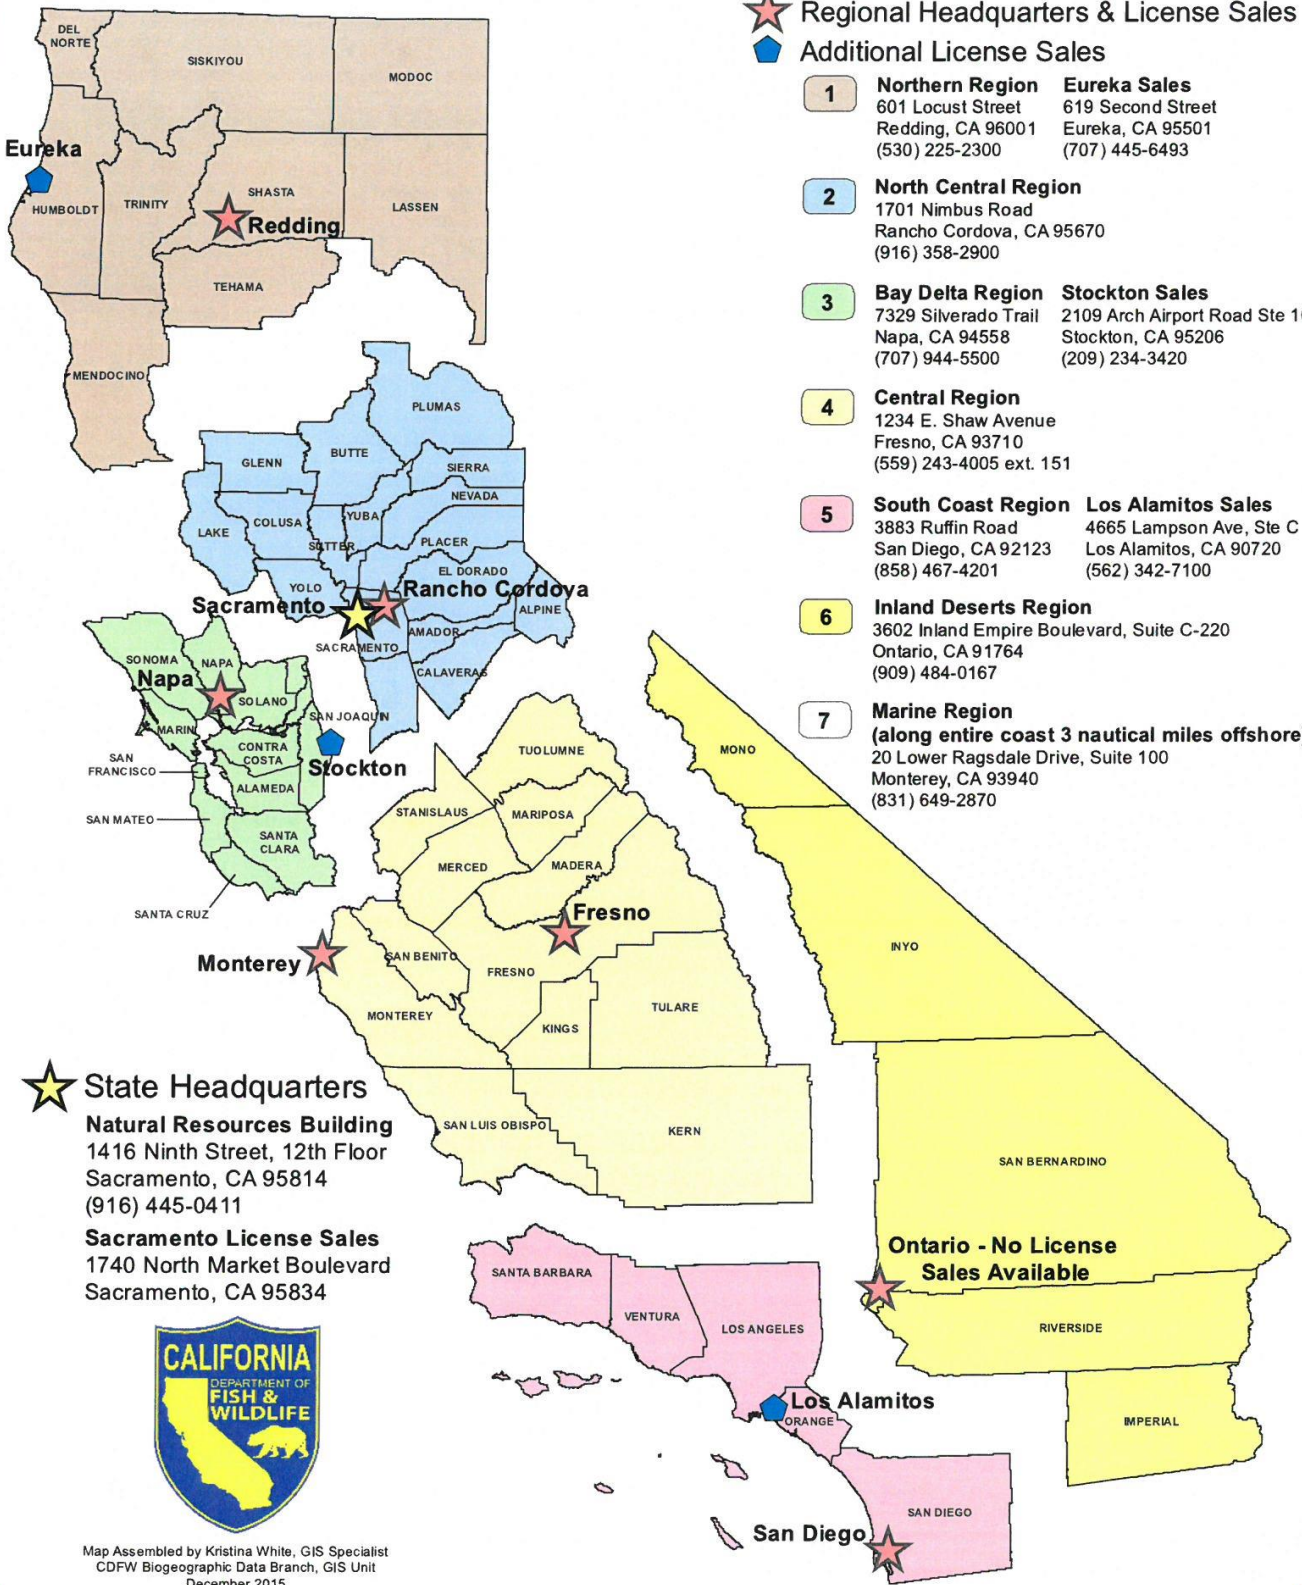 Regional Headquarters & License Sales
Additional License Sales
1
Northern Region
601 Locust Street
Redding, CA 96001
(530) 225-2300
Eureka Sales
619 Second Street
Eureka, CA 95501
(707) 445-6493
2
North Central Region
1701 Nimbus Road
Rancho Cordova, CA 95670
(916) 358-2900
3
Bay Delta Region
7329 Silverado Trail
Napa, CA 94558
(707) 944-5500
Stockton Sales
2109 Arch Airport Road Ste
Stockton, CA 95206
(209) 234-3420
4
Central Region
1234 E. Shaw Avenue
Fresno, CA 93710
(559) 243-4005 ext. 151
5
South Coast Region
3883 Ruffin Road
San Diego, CA 92123
(858) 467-4201
Los Alamitos Sales
4665 Lampson Ave, Ste C
Los Alamitos, CA 90720
(562) 342-7100
6
Inland Deserts Region
3602 Inland Empire Boulevard, Suite C-220
Ontario, CA 91764
(909) 484-0167
7
Marine Region
(along entire coast 3 nautical miles offshore
20 Lower Ragsdale Drive, Suite 100
Monterey, CA 93940
(831) 649-2870
DEL
NORTE
SISKIYOU
MODOC
Eureka
HUMBOLDT
TRINITY
SHASTA
Redding
LASSEN
TEHAMA
MENDOCINO
PLUMAS
BUTTE
GLENN
SIERRA
NEVADA
YUBA
COLUSA
LAKE
SUTTER
PLACER
EL DORADO
YOLO
Rancho Cordova
Sacramento
ALPINE
AMADOR
SACRAMENTO
CALAVERAS
SONOMA
NAPA
Napa
SOLANO
SAN JOAQUIN
MARIN
CONTRA
COSTA
SAN
FRANCISCO
Stockton
ALAMEDA
SAN MATEO
SANTA
CLARA
SANTA CRUZ
TUOLUMNE
STANISLAUS
MARIPOSA
MERCED
MADERA
Fresno
Monterey
SAN BENITO
FRESNO
MONTEREY
KINGS
TULARE
SAN LUIS OBISPO
KERN
MONO
INYO
SAN BERNARDINO
Ontario - No License
Sales Available
RIVERSIDE
IMPERIAL
SANTA BARBARA
VENTURA
LOS ANGELES
Los Alamitos
ORANGE
SAN DIEGO
San Diego
State Headquarters
Natural Resources Building
1416 Ninth Street, 12th Floor
Sacramento, CA 95814
(916) 445-0411
Sacramento License Sales
1740 North Market Boulevard
Sacramento, CA 95834
CALIFORNIA
DEPARTMENT OF
FISH &
WILDLIFE
Map Assembled by Kristina White, GIS Specialist
CDFW Biogeographic Data Branch, GIS Unit
December 2015